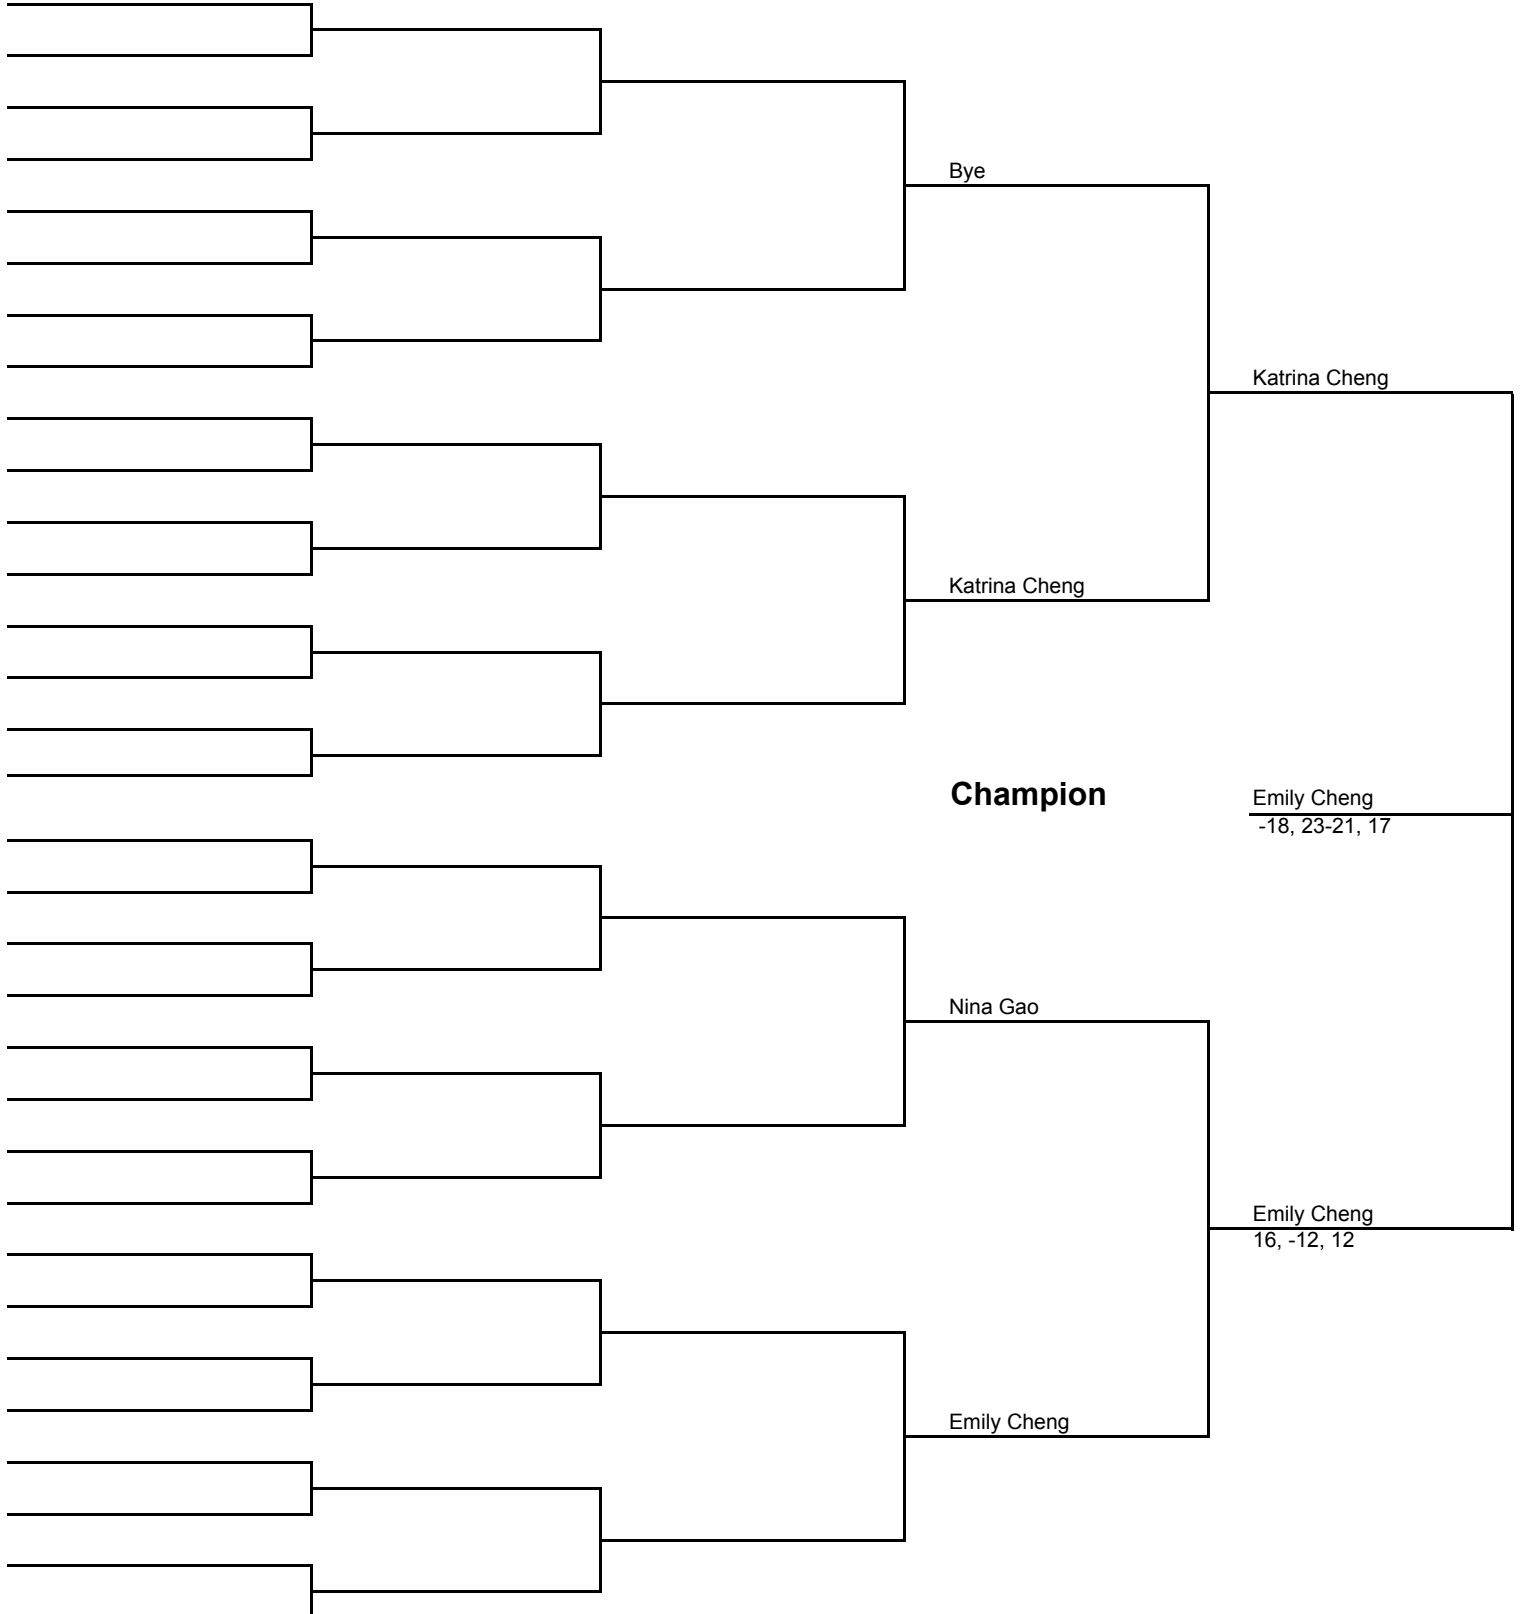 Bye
Katrina Cheng
Katrina Cheng
Champion
Emily Cheng
-18, 23-21, 17
Nina Gao
Emily Cheng
16, -12, 12
Emily Cheng